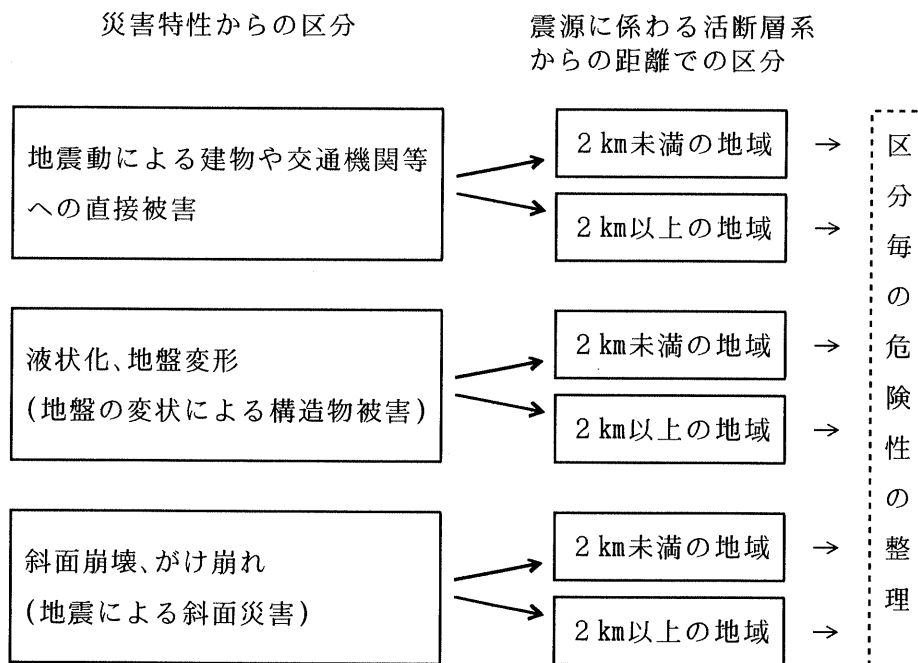 災害特性からの区分
震源に係わる活断層系
からの距離での区分
地震動による建物や交通機関等
への直接被害
2km未満の地域
2km以上の地域
液状化、地盤変形
(地盤の変状による構造物被害)
2km未満の地域
2km以上の地域
斜面崩壊、がけ崩れ
(地震による斜面災害)
2km未満の地域
2km以上の地域
区分毎の危険性の整理